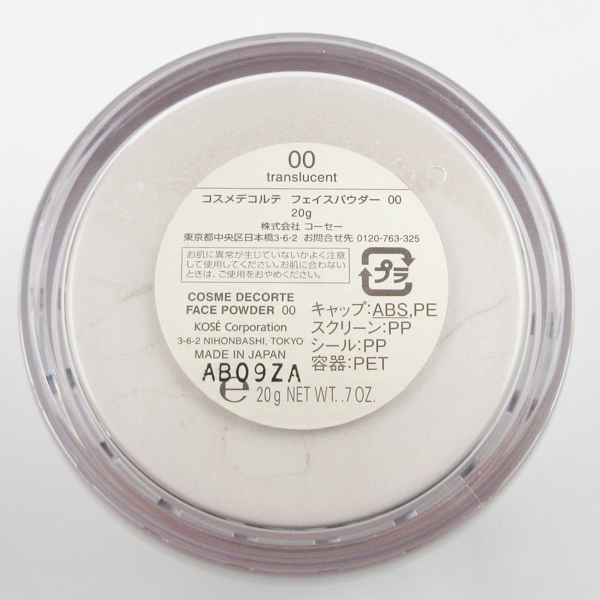 00
translucent
コスメデコルテ フェイスパウダー 00
20g
株式会社 コーセー
東京都中央区日本橋3-6-2 お問合せ先 0120-763-325
お肌に異常が生じていないかよく注意
して使用してください。お肌に合わない
ときは、ご使用をおやめください。
プラ
COSME DECORTE
FACE POWDER 00
KOSÉ Corporation
3-6-2 NIHONBASHI, TOKYO
MADE IN JAPAN
キャップ:ABS,PE
スクリーン:PP
シール:PP
容器:PET
AB09ZA
e 20g NET WT. .7 OZ.